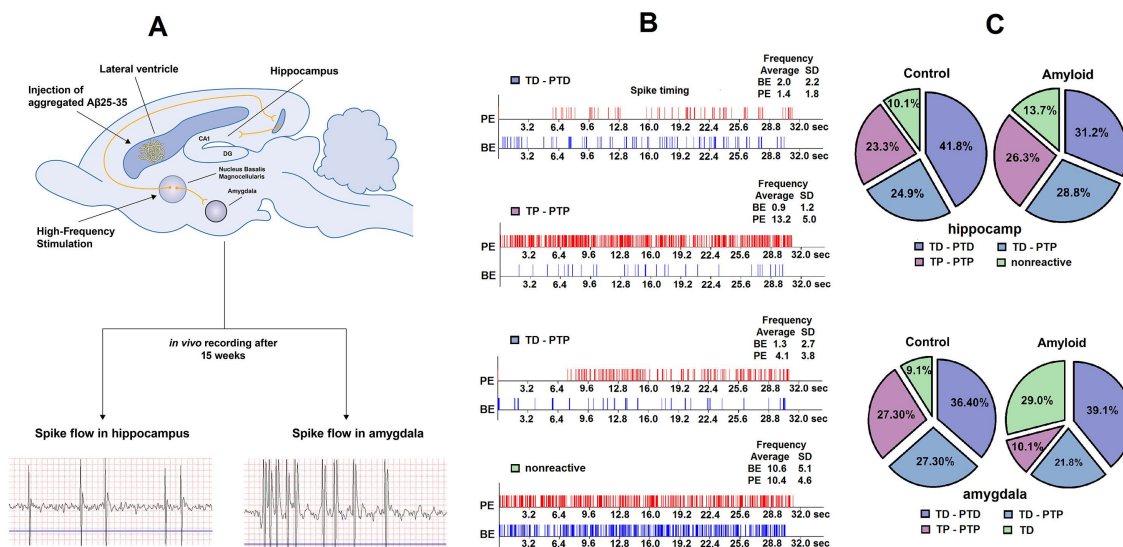 A
Lateral ventricle
Hippocampus
Injection of
aggregated Aβ25-35
CA1
DG
Nucleus Basalis
Magnocellularis
Amygdala
High-Frequency
Stimulation
in vivo recording after
15 weeks
Spike flow in hippocampus
Spike flow in amygdala
B
TD - PTD
Frequency
Average SD
BE 2.0 2.2
PE 1.4 1.8
Spike timing
PE
3.2 6.4 9.6 12.8 16.0 19.2 22.4 25.6 28.8 32.0 sec
BE
3.2 6.4 9.6 12.8 16.0 19.2 22.4 25.6 28.8 32.0 sec
TP - PTP
Frequency
Average SD
BE 0.9 1.2
PE 13.2 5.0
PE
3.2 6.4 9.6 12.8 16.0 19.2 22.4 25.6 28.8 32.0 sec
BE
3.2 6.4 9.6 12.8 16.0 19.2 22.4 25.6 28.8 32.0 sec
TD - PTP
Frequency
Average SD
BE 1.3 2.7
PE 4.1 3.8
PE
3.2 6.4 9.6 12.8 16.0 19.2 22.4 25.6 28.8 32.0 sec
BE
3.2 6.4 9.6 12.8 16.0 19.2 22.4 25.6 28.8 32.0 sec
nonreactive
Frequency
Average SD
BE 10.6 5.1
PE 10.4 4.6
PE
3.2 6.4 9.6 12.8 16.0 19.2 22.4 25.6 28.8 32.0 sec
BE
3.2 6.4 9.6 12.8 16.0 19.2 22.4 25.6 28.8 32.0 sec
C
Control Amyloid
10.1% 41.8% 24.9% 23.3%
13.7% 31.2% 28.8% 26.3%
hippocamp
TD - PTD TD - PTP
TP - PTP nonreactive
Control Amyloid
9.1% 36.40% 27.30% 27.30%
29.0% 39.1% 21.8% 10.1%
amygdala
TD - PTD TD - PTP
TP - PTP TD